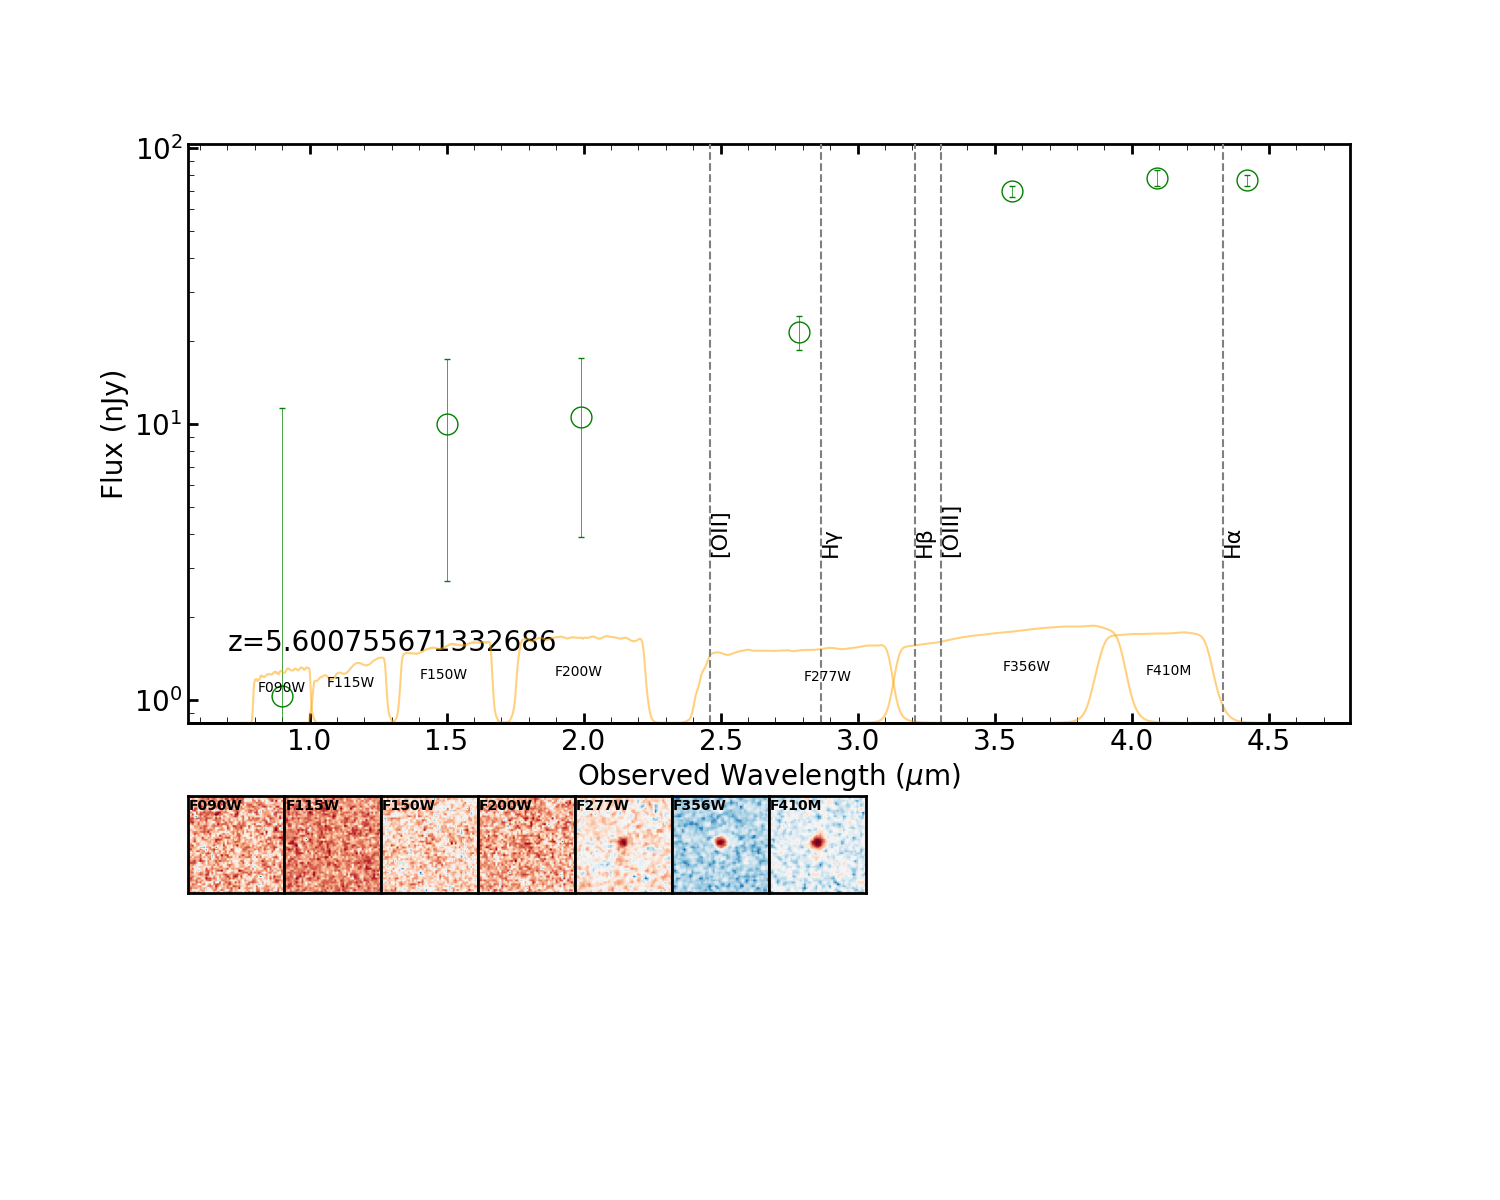 10²
10¹
10⁰
Flux (nJy)
[OII]
Hγ
Hβ
[OIII]
Hα
z=5.600755671332686
F090W
F115W
F150W
F200W
F277W
F356W
F410M
1.0 1.5 2.0 2.5 3.0 3.5 4.0 4.5
Observed Wavelength (μm)
F090W F115W F150W F200W F277W F356W F410M